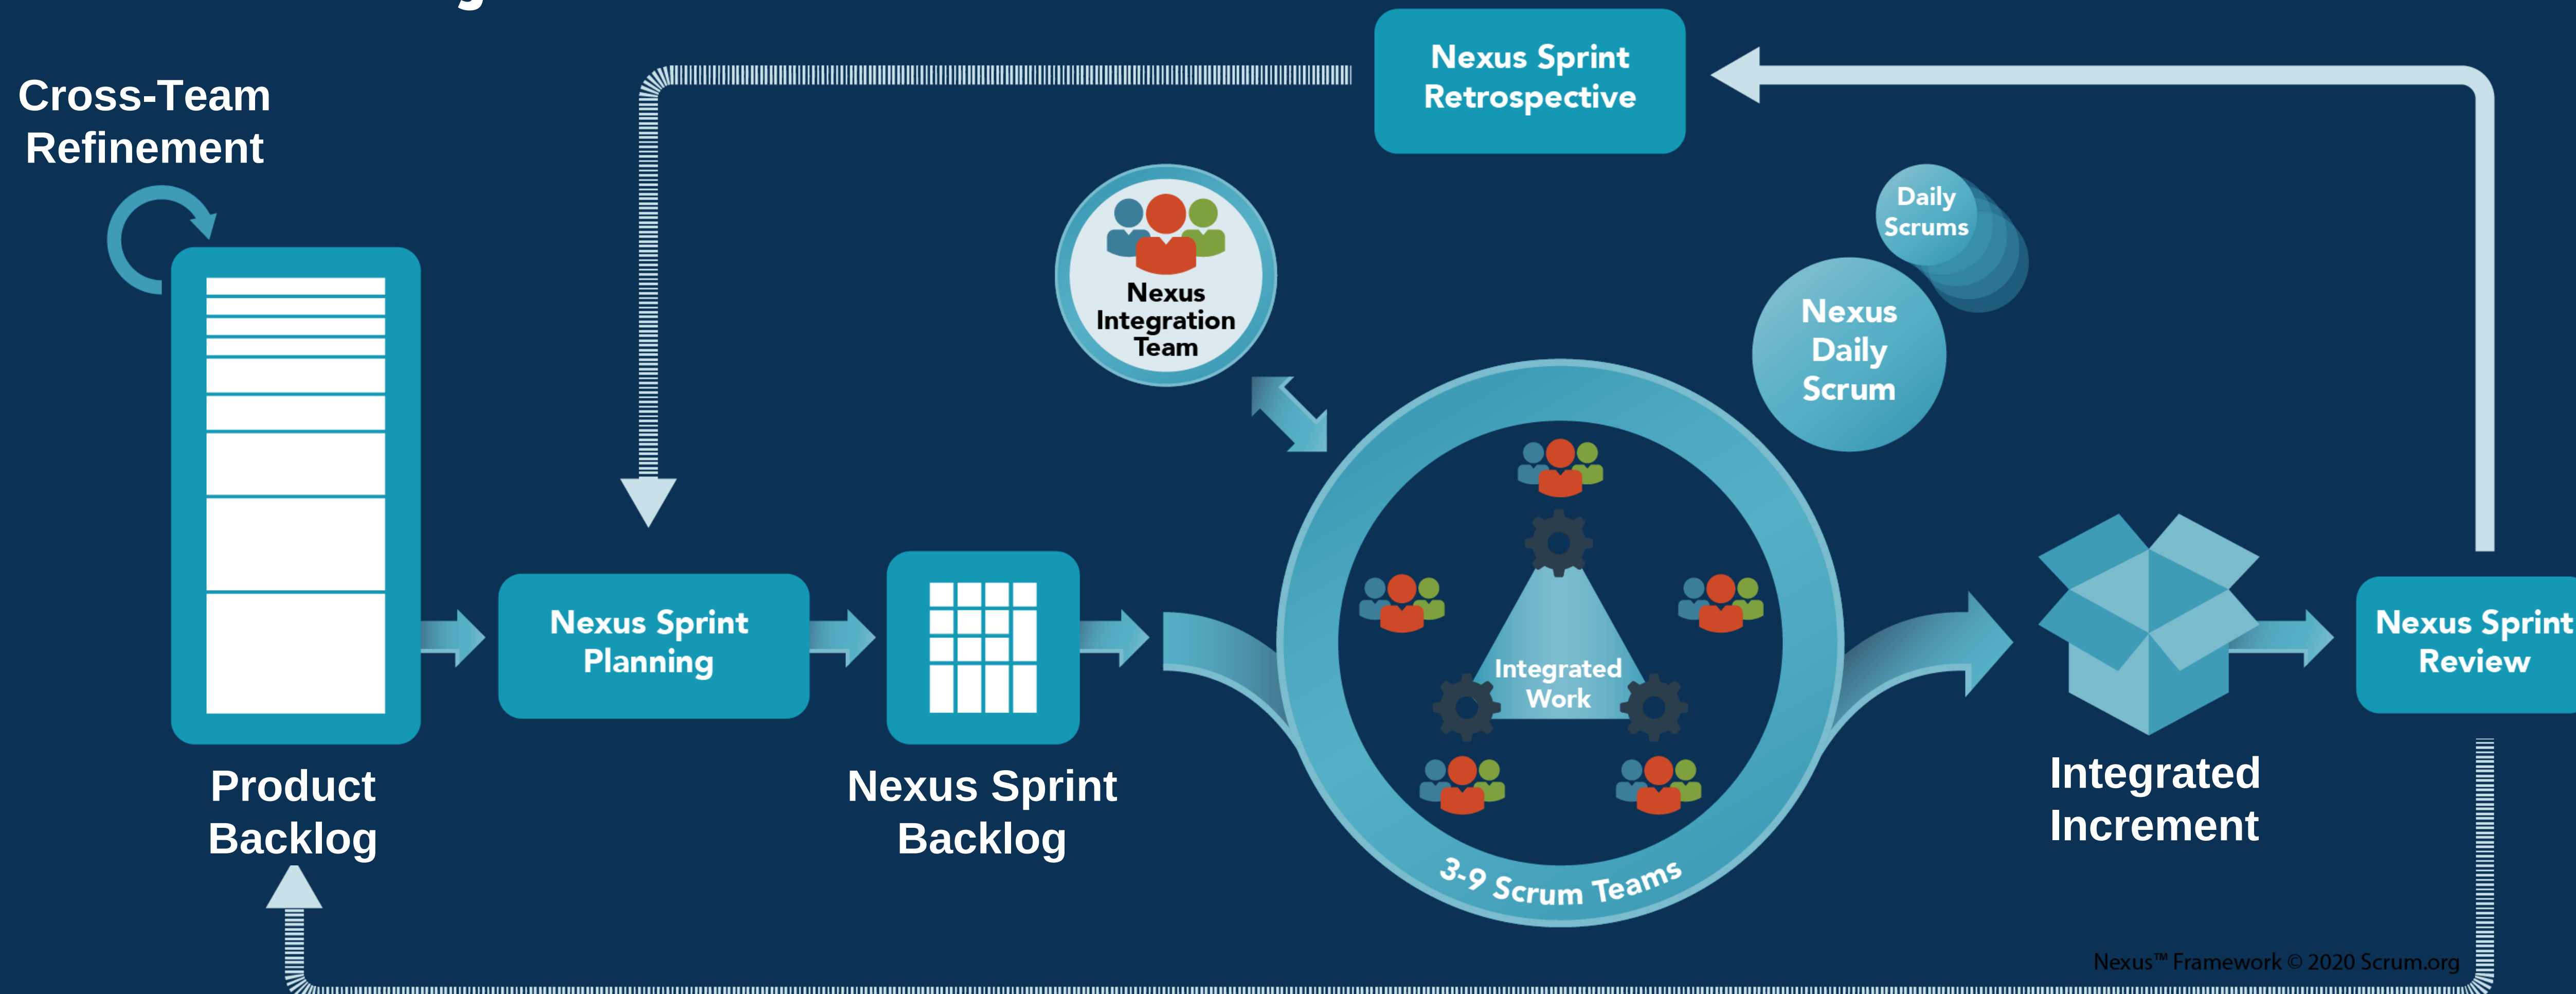 Cross-Team
Refinement
Product
Backlog
Nexus Sprint
Planning
Nexus Sprint
Backlog
Nexus Sprint
Retrospective
Nexus
Integration
Team
Daily
Scrums
Nexus
Daily
Scrum
Integrated
Work
3-9 Scrum Teams
Integrated
Increment
Nexus Sprint
Review
Nexus™ Framework © 2020 Scrum.org